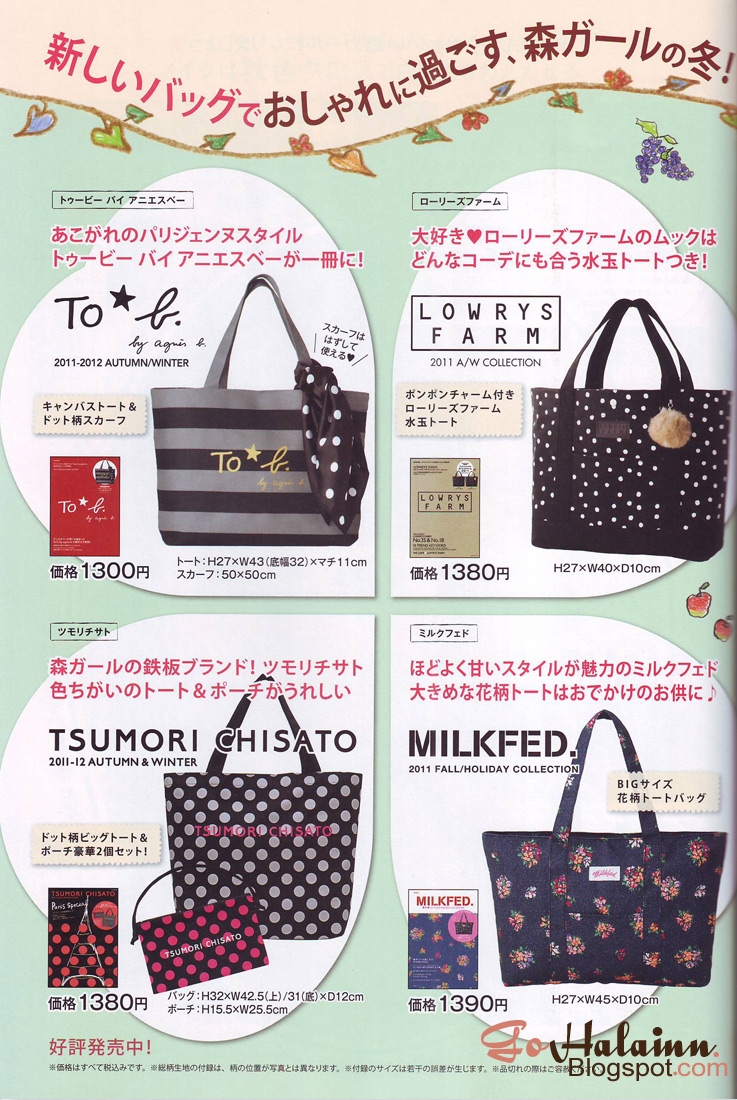 新しいバッグでおしゃれに過ごす、森ガールの冬!
トゥービー バイ アニエスベー
あこがれのパリジェンヌスタイル
トゥービー バイ アニエスベーが一冊に!
TO★b.
by agnès b.
2011-2012 AUTUMN/WINTER
スカーフは
はずして
使える♥
キャンバストート&
ドット柄スカーフ
TO★b.
by agnès b.
TO★b.
by agnès b.
価格1300円
トート:H27×W43(底幅32)×マチ11cm
スカーフ:50×50cm
ローリーズファーム
大好き♥ローリーズファームのムックは
どんなコーデにも合う水玉トートつき!
LOWRYS
FARM
2011 A/W COLLECTION
ポンポンチャーム付き
ローリーズファーム
水玉トート
LOWRYS
FARM
価格1380円
H27×W40×D10cm
ツモリチサト
森ガールの鉄板ブランド! ツモリチサト
色ちがいのトート&ポーチがうれしい
TSUMORI CHISATO
2011-12 AUTUMN & WINTER
TSUMORI CHISATO
ドット柄ビッグトート&
ポーチ豪華2個セット!
TSUMORI CHISATO
Paris Special
TSUMORI CHISATO
価格1380円
バッグ:H32×W42.5(上)/31(底)×D12cm
ポーチ:H15.5×W25.5cm
ミルクフェド
ほどよく甘いスタイルが魅力のミルクフェド
大きめな花柄トートはおでかけのお供に♪
MILKFED.
2011 FALL/HOLIDAY COLLECTION
BIGサイズ
花柄トートバッグ
Milkfed.
MILKFED.
価格1390円
H27×W45×D10cm
好評発売中!
※価格はすべて税込みです。※総柄生地の付録は、柄の位置が写真とは異なります。※付録のサイズは若干の誤差が生じます。※品切れの際はご容赦ください。
Go Halainn.
Blogspot.com